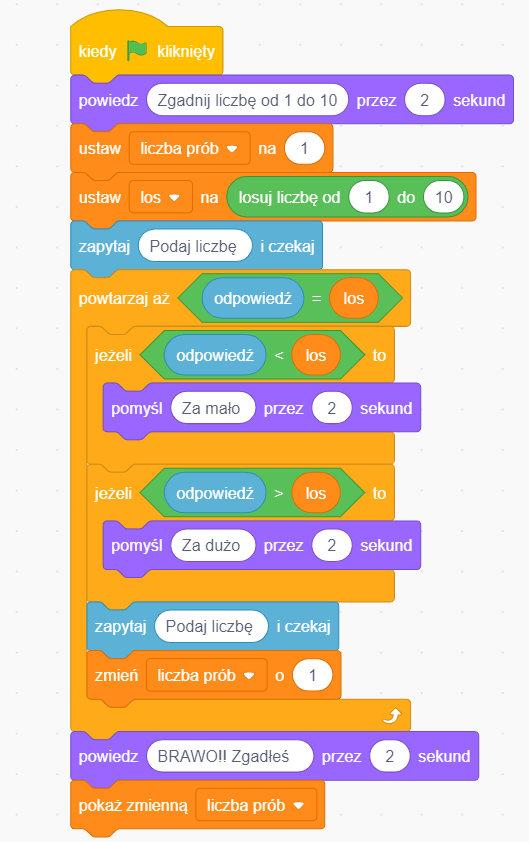 kiedy kliknięty
powiedz Zgadnij liczbę od 1 do 10 przez 2 sekund
ustaw liczba prób na 1
ustaw los na losuj liczbę od 1 do 10
zapytaj Podaj liczbę i czekaj
powtarzaj aż odpowiedź = los
jeżeli odpowiedź < los to
pomyśl Za mało przez 2 sekund
jeżeli odpowiedź > los to
pomyśl Za dużo przez 2 sekund
zapytaj Podaj liczbę i czekaj
zmień liczba prób o 1
powiedz BRAWO!! Zgadłeś przez 2 sekund
pokaż zmienną liczba prób